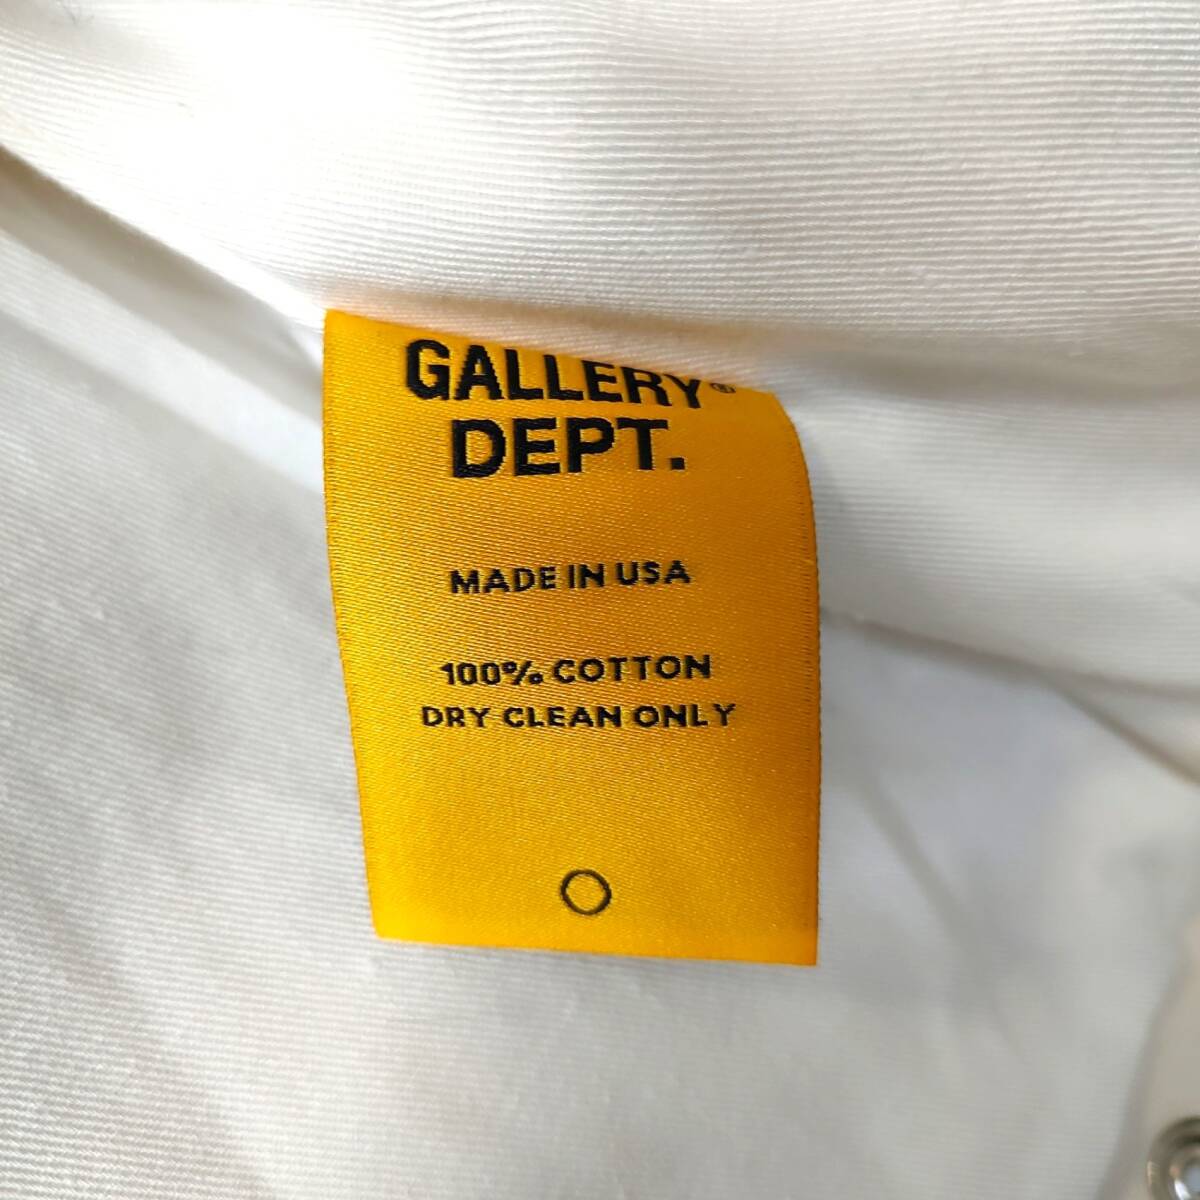 GALLERY®
DEPT.
MADE IN USA
100% COTTON
DRY CLEAN ONLY